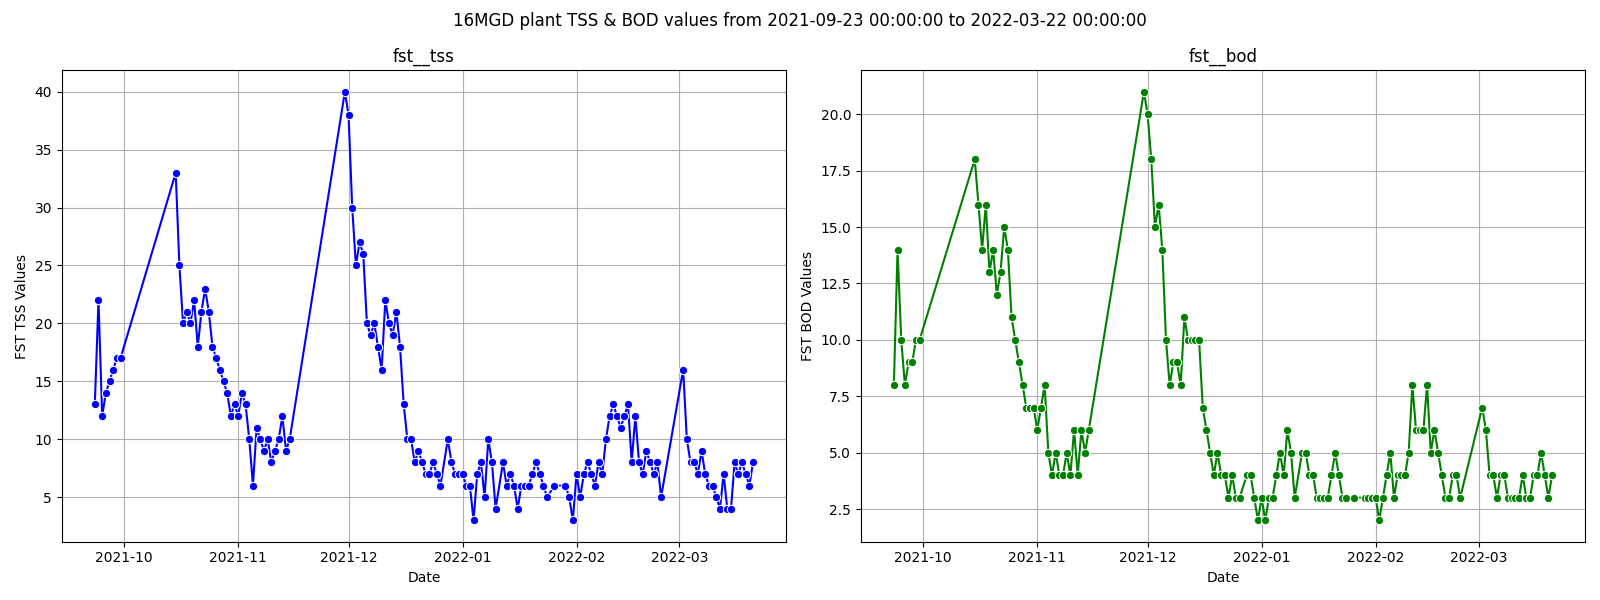 16MGD plant TSS & BOD values from 2021-09-23 00:00:00 to 2022-03-22 00:00:00
fst__tss
40
35
30
25
20
15
10
5
FST TSS Values
2021-10 2021-11 2021-12 2022-01 2022-02 2022-03
Date
fst__bod
20.0
17.5
15.0
12.5
10.0
7.5
5.0
2.5
FST BOD Values
2021-10 2021-11 2021-12 2022-01 2022-02 2022-03
Date